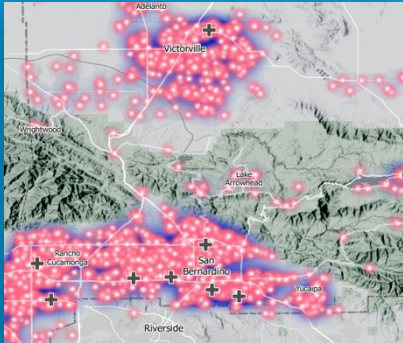 Adelanto
Victorville
Wrightwood
Lake
Arrowhead
Rancho
Cucamonga
San
Bernardino
Yucaipa
Riverside